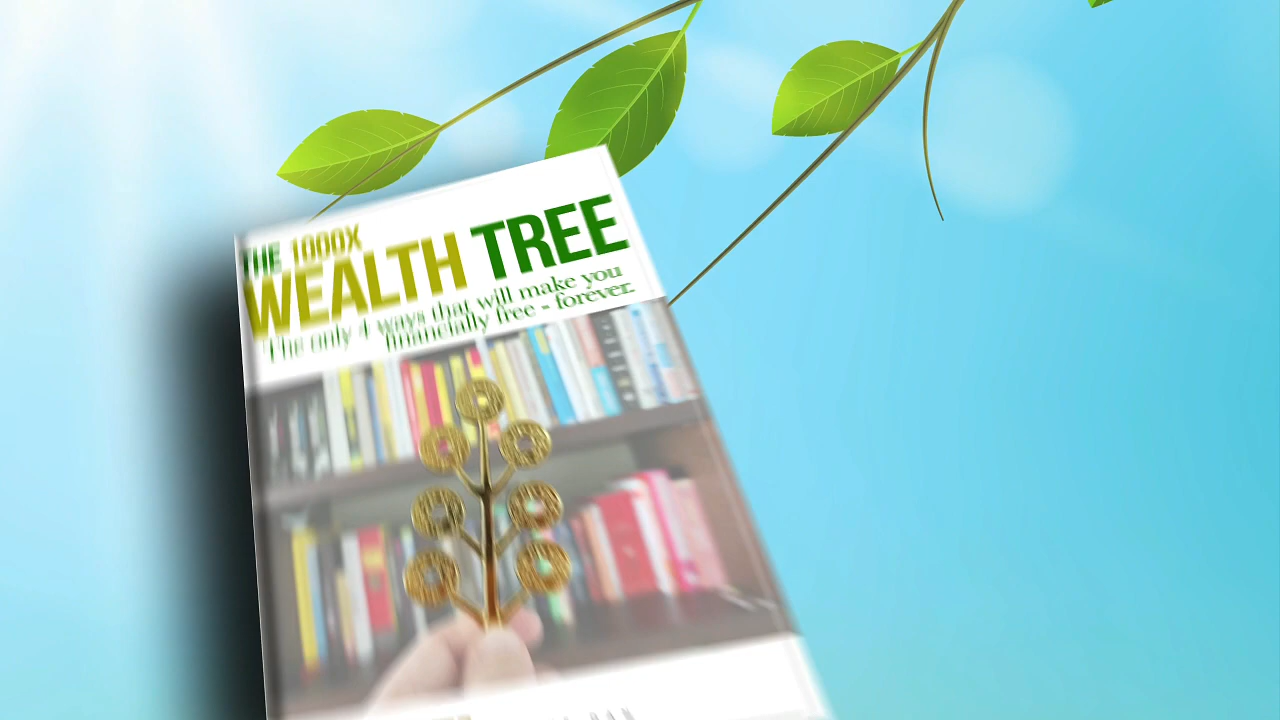 THE 1000X
WEALTH TREE
The only 4 ways that will make you
financially free - forever.